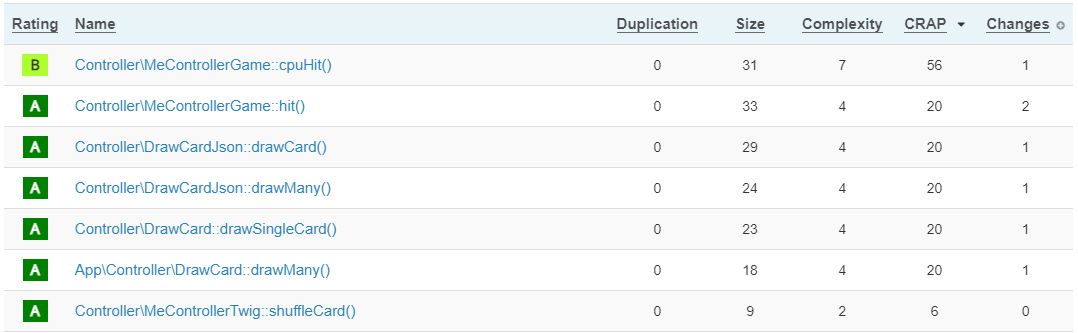 Rating Name Duplication Size Complexity CRAP Changes
B Controller\MeControllerGame::cpuHit() 0 31 7 56 1
A Controller\MeControllerGame::hit() 0 33 4 20 2
A Controller\DrawCardJson::drawCard() 0 29 4 20 1
A Controller\DrawCardJson::drawMany() 0 24 4 20 1
A Controller\DrawCard::drawSingleCard() 0 23 4 20 1
A App\Controller\DrawCard::drawMany() 0 18 4 20 1
A Controller\MeControllerTwig::shuffleCard() 0 9 2 6 0